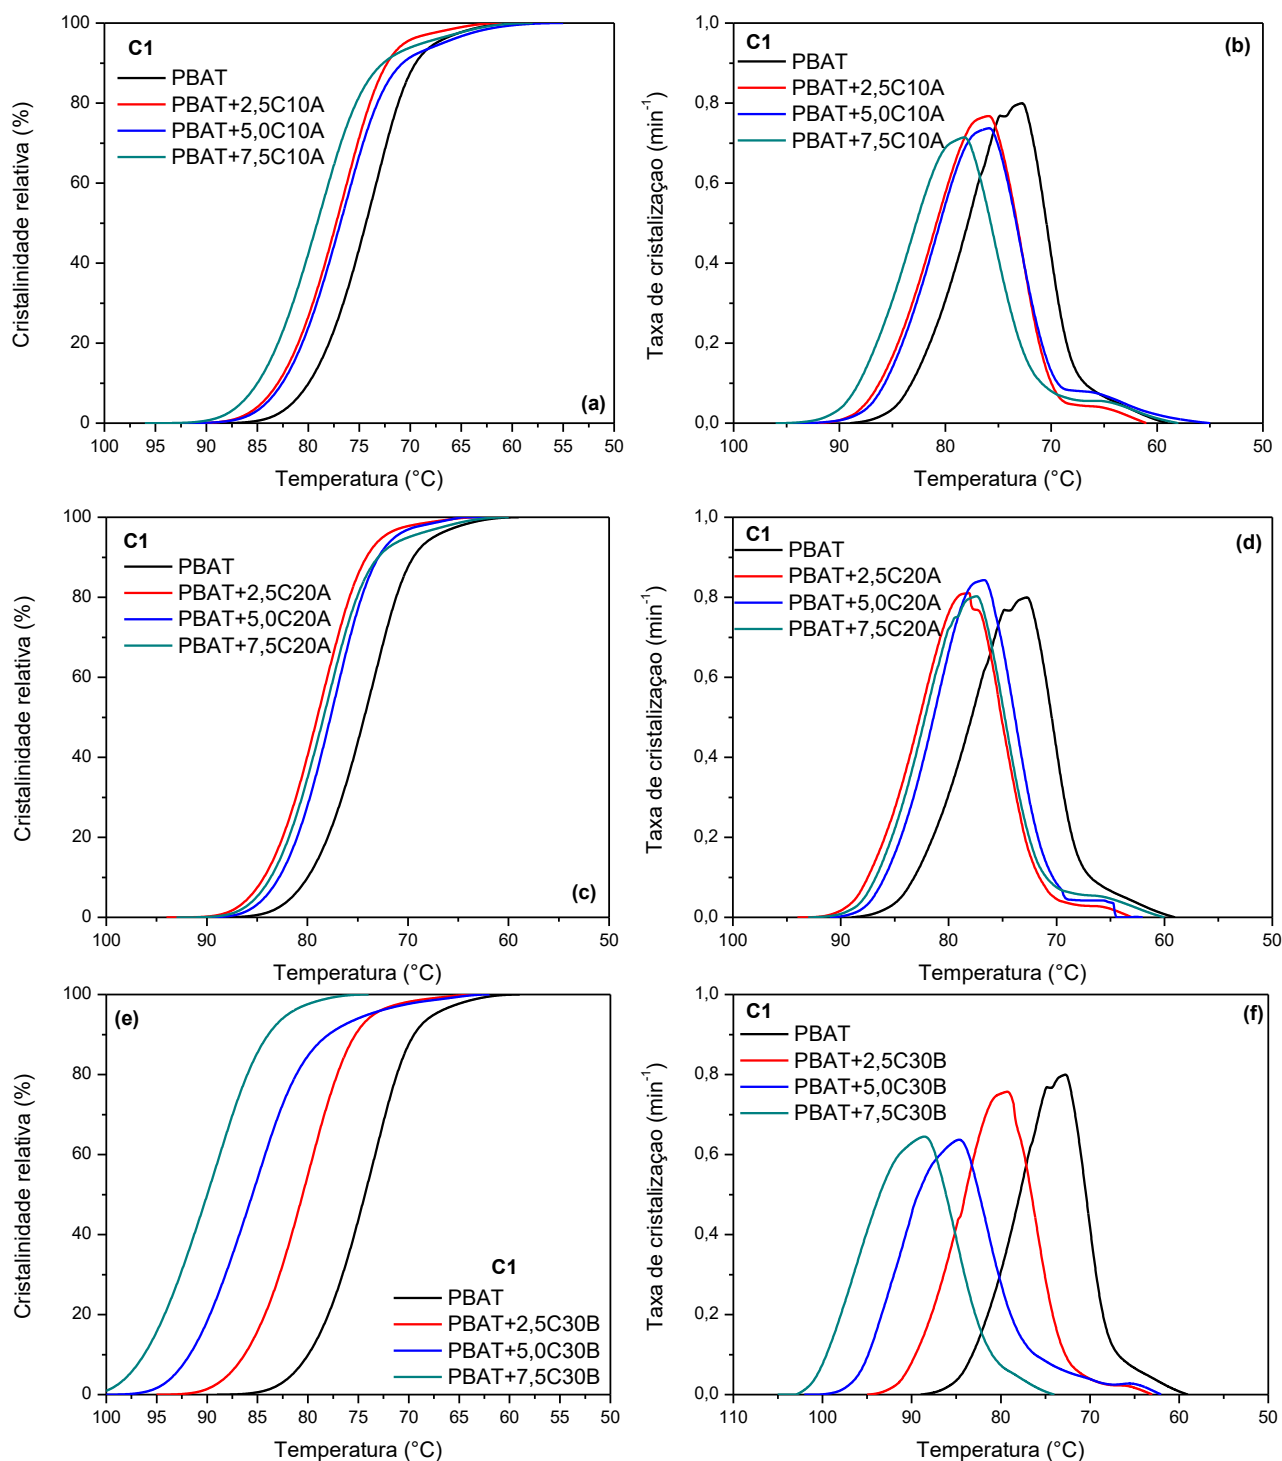 C1
PBAT
PBAT+2,5C10A
PBAT+5,0C10A
PBAT+7,5C10A
(a)
Cristalinidade relativa (%)
100
80
60
40
20
0
100 95 90 85 80 75 70 65 60 55 50
Temperatura (°C)
C1
(b)
PBAT
PBAT+2,5C10A
PBAT+5,0C10A
PBAT+7,5C10A
Taxa de cristalizaçao (min⁻¹)
1,0
0,8
0,6
0,4
0,2
0,0
100 90 80 70 60 50
Temperatura (°C)
C1
PBAT
PBAT+2,5C20A
PBAT+5,0C20A
PBAT+7,5C20A
(c)
Cristalinidade relativa (%)
100
80
60
40
20
0
100 90 80 70 60 50
Temperatura (°C)
C1
(d)
PBAT
PBAT+2,5C20A
PBAT+5,0C20A
PBAT+7,5C20A
Taxa de cristalizaçao (min⁻¹)
1,0
0,8
0,6
0,4
0,2
0,0
100 90 80 70 60 50
Temperatura (°C)
(e)
C1
PBAT
PBAT+2,5C30B
PBAT+5,0C30B
PBAT+7,5C30B
Cristalinidade relativa (%)
100
80
60
40
20
0
100 95 90 85 80 75 70 65 60 55 50
Temperatura (°C)
C1
(f)
PBAT
PBAT+2,5C30B
PBAT+5,0C30B
PBAT+7,5C30B
Taxa de cristalizaçao (min⁻¹)
1,0
0,8
0,6
0,4
0,2
0,0
110 100 90 80 70 60 50
Temperatura (°C)